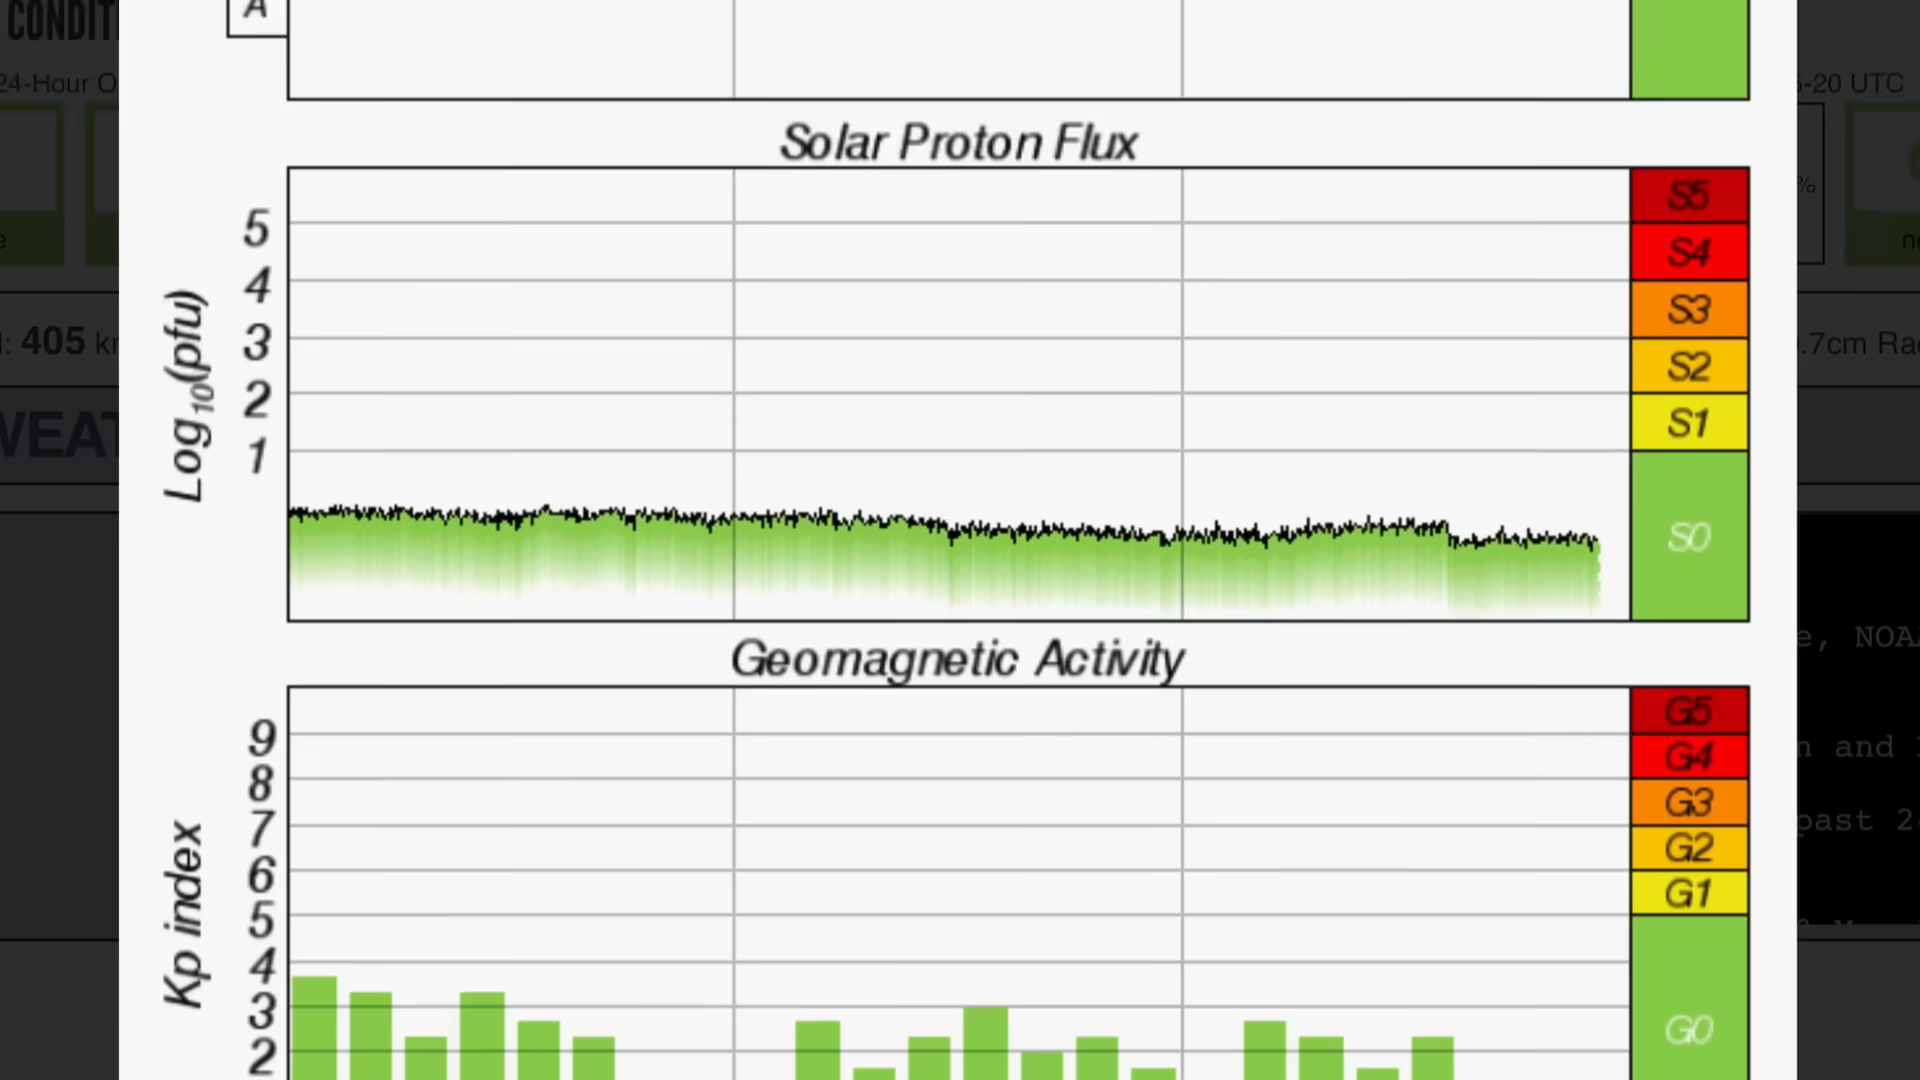 CONDIT
24-Hour O
A
5-20 UTC
Solar Proton Flux
5
4
3
2
1
Log10(pfu)
S5
S4
S3
S2
S1
S0
%
e
: 405 k
.7cm Ra
WEAT
Geomagnetic Activity
9
8
7
6
5
4
3
2
Kp index
G5
G4
G3
G2
G1
G0
e, NOA
n and
past 2